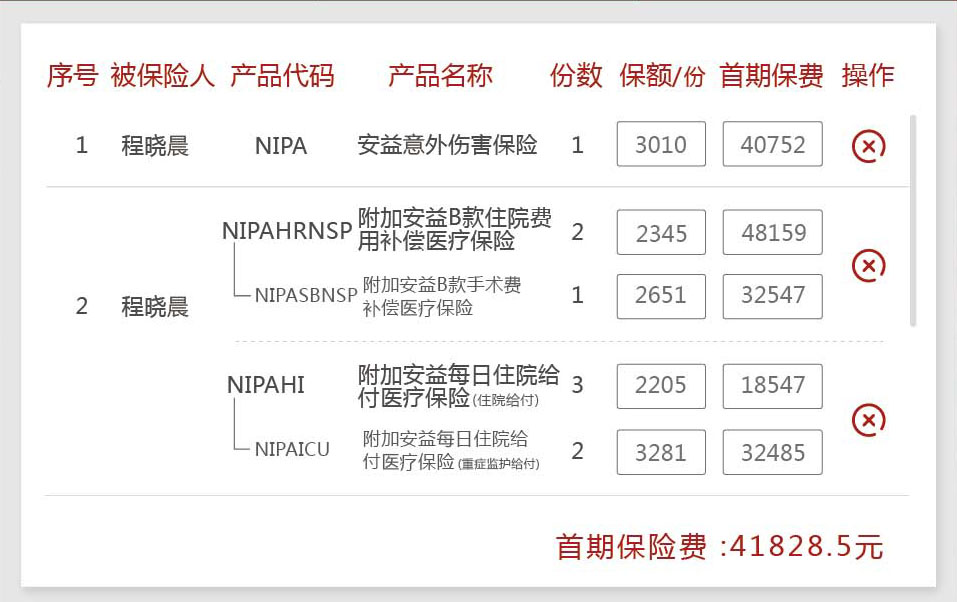 序号 被保险人 产品代码 产品名称 份数 保额/份 首期保费 操作
1 程晓晨 NIPA 安益意外伤害保险 1 3010 40752
2 程晓晨
NIPAHRNSP 附加安益B款住院费
用补偿医疗保险 2 2345 48159
NIPASBNSP 附加安益B款手术费
补偿医疗保险 1 2651 32547
NIPAHI 附加安益每日住院给
付医疗保险(住院给付) 3 2205 18547
NIPAICU 附加安益每日住院给
付医疗保险(重症监护给付) 2 3281 32485
首期保险费 :41828.5元